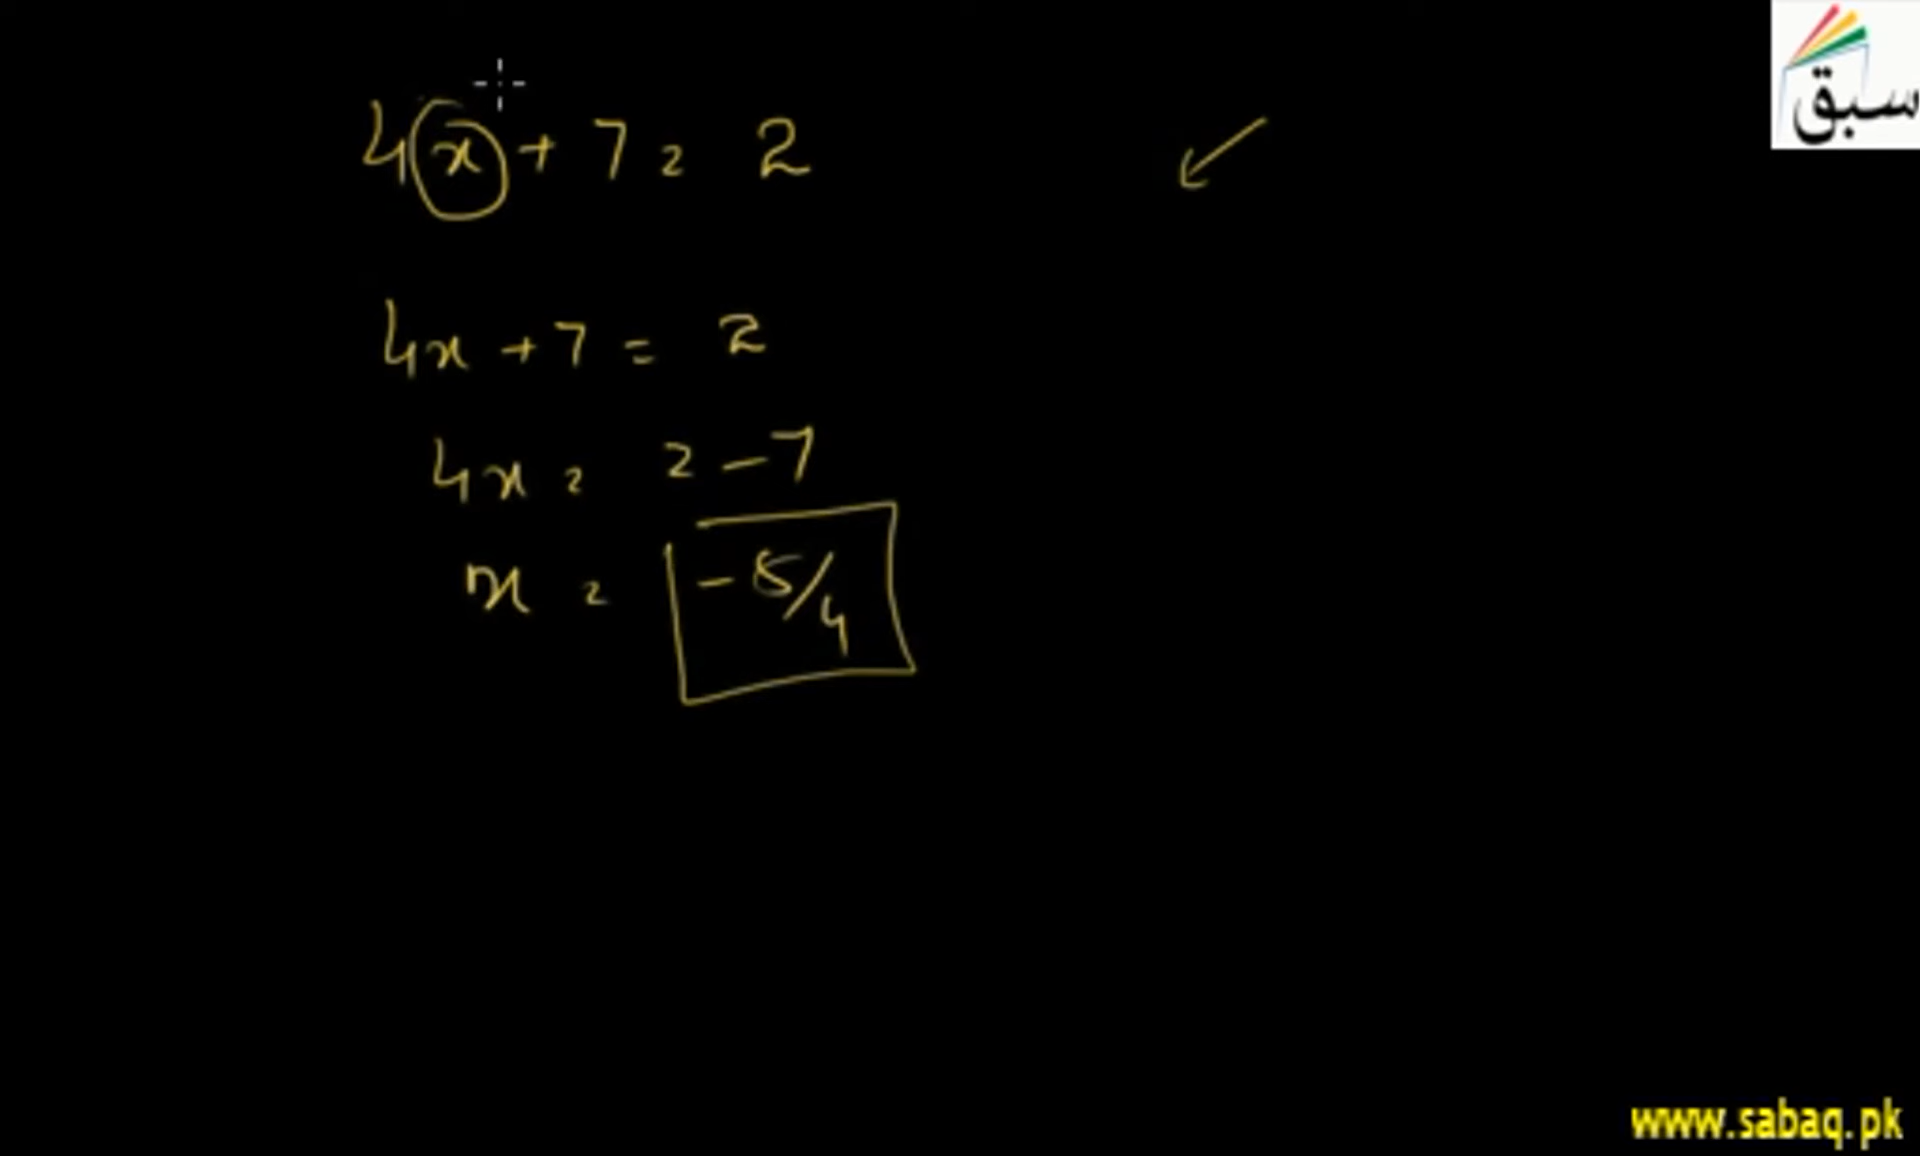 سبق
4x + 7 = 2
4x + 7 = 2
4x = 2 - 7
x = - 5/4
www.sabaq.pk